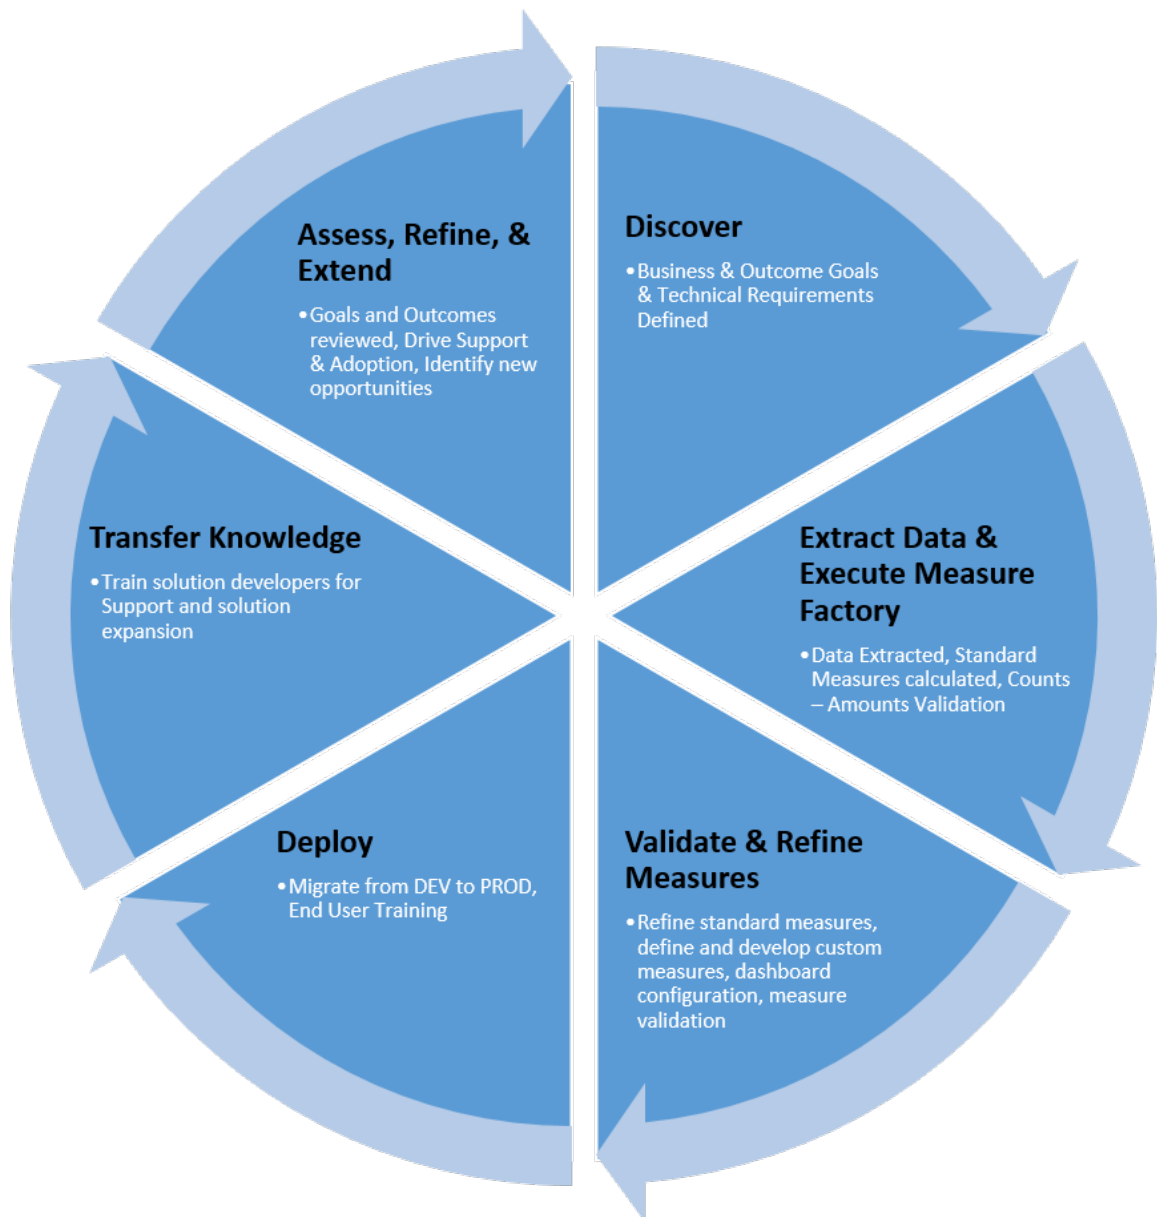 Discover
•Business & Outcome Goals
& Technical Requirements
Defined
Extract Data &
Execute Measure
Factory
•Data Extracted, Standard
Measures calculated, Counts
– Amounts Validation
Validate & Refine
Measures
•Refine standard measures,
define and develop custom
measures, dashboard
configuration, measure
validation
Deploy
•Migrate from DEV to PROD,
End User Training
Transfer Knowledge
•Train solution developers for
Support and solution
expansion
Assess, Refine, &
Extend
•Goals and Outcomes
reviewed, Drive Support
& Adoption, Identify new
opportunities